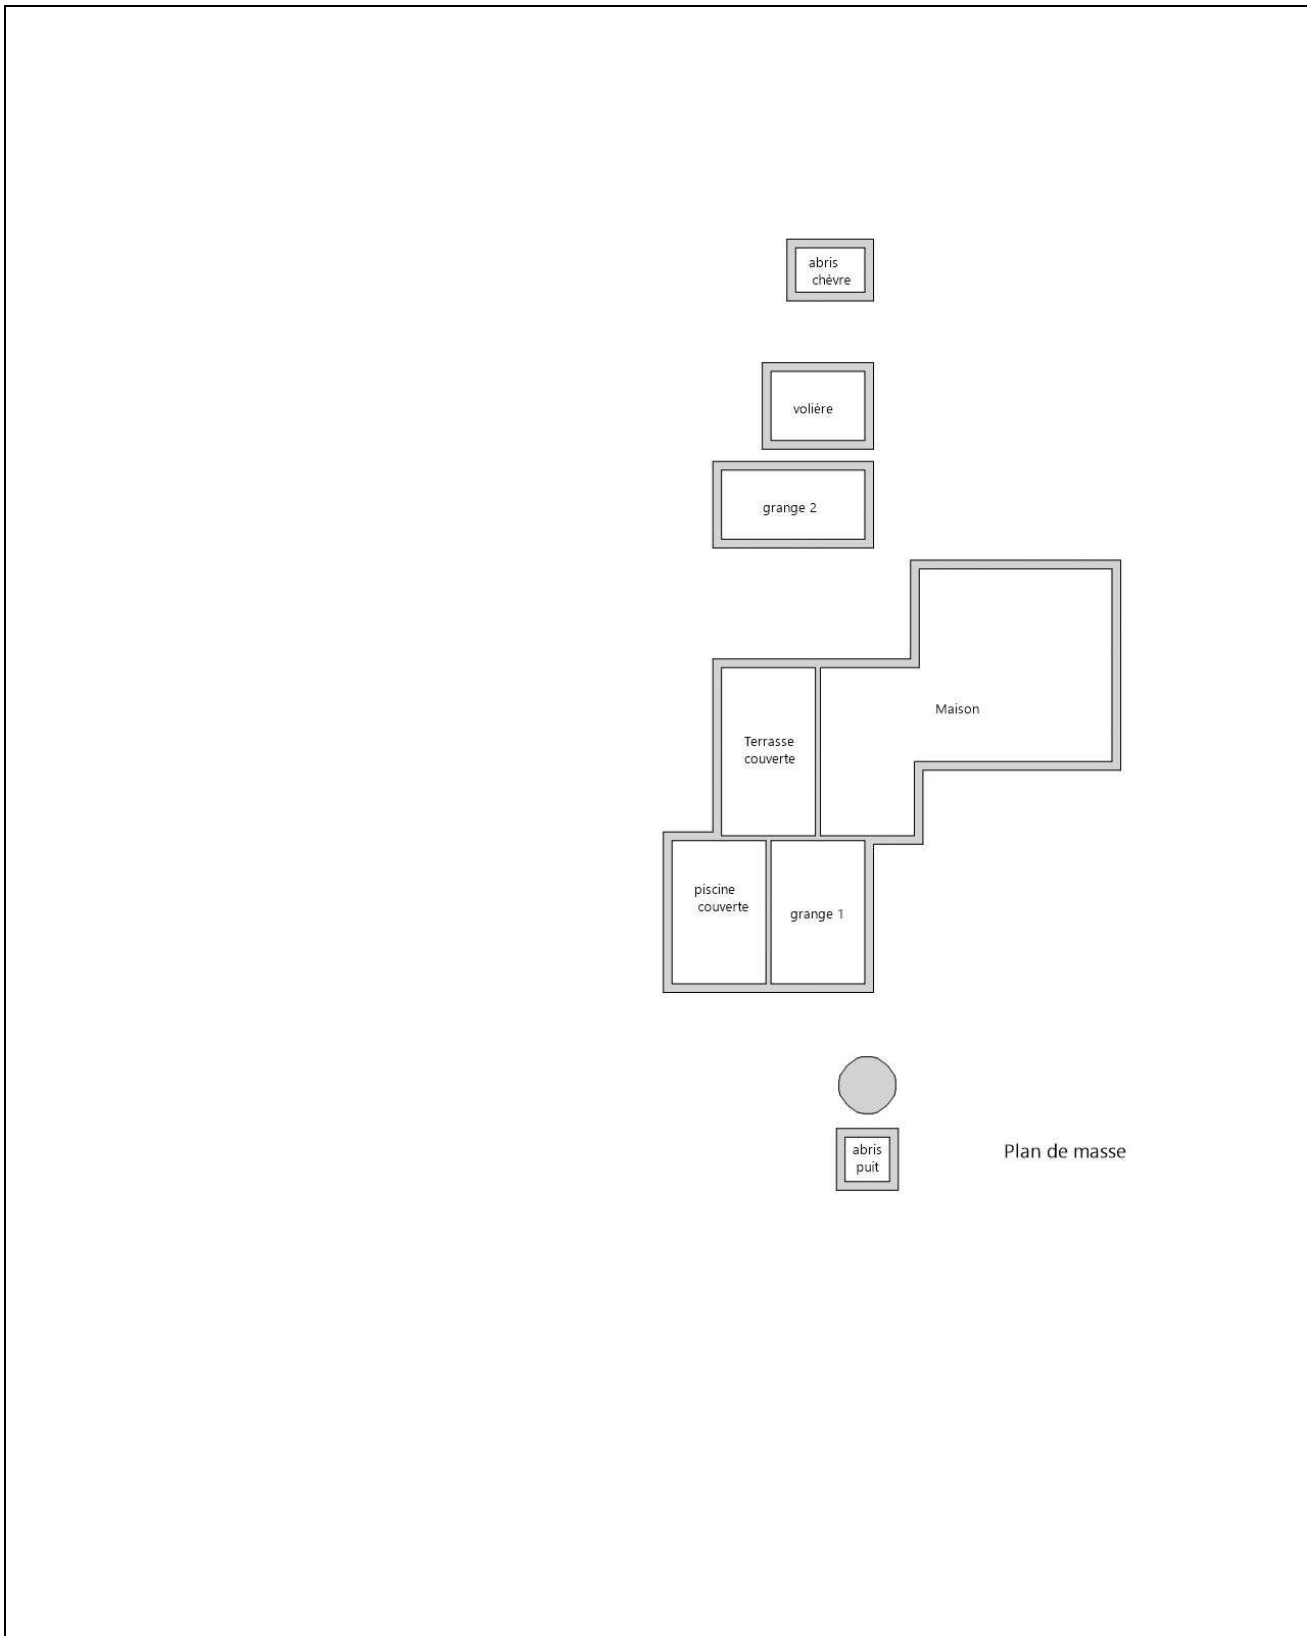 abris
chèvre
volière
grange 2
Maison
Terrasse
couverte
piscine
couverte
grange 1
abris
puit
Plan de masse